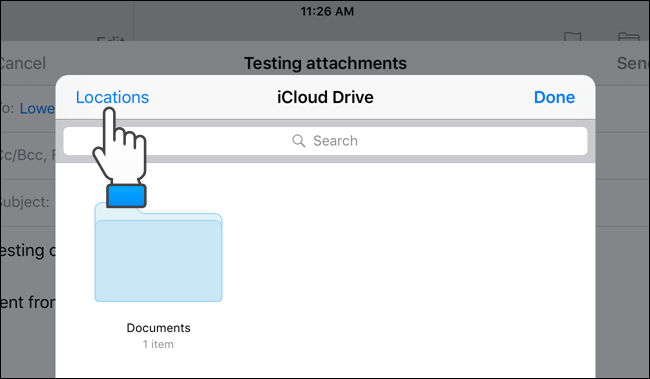 11:26 AM
Edit
Cancel
Testing attachments
Send
Locations
iCloud Drive
Done
To: Lowe
Search
Cc/Bcc, F
Subject:
esting
ent from
Documents
1 item